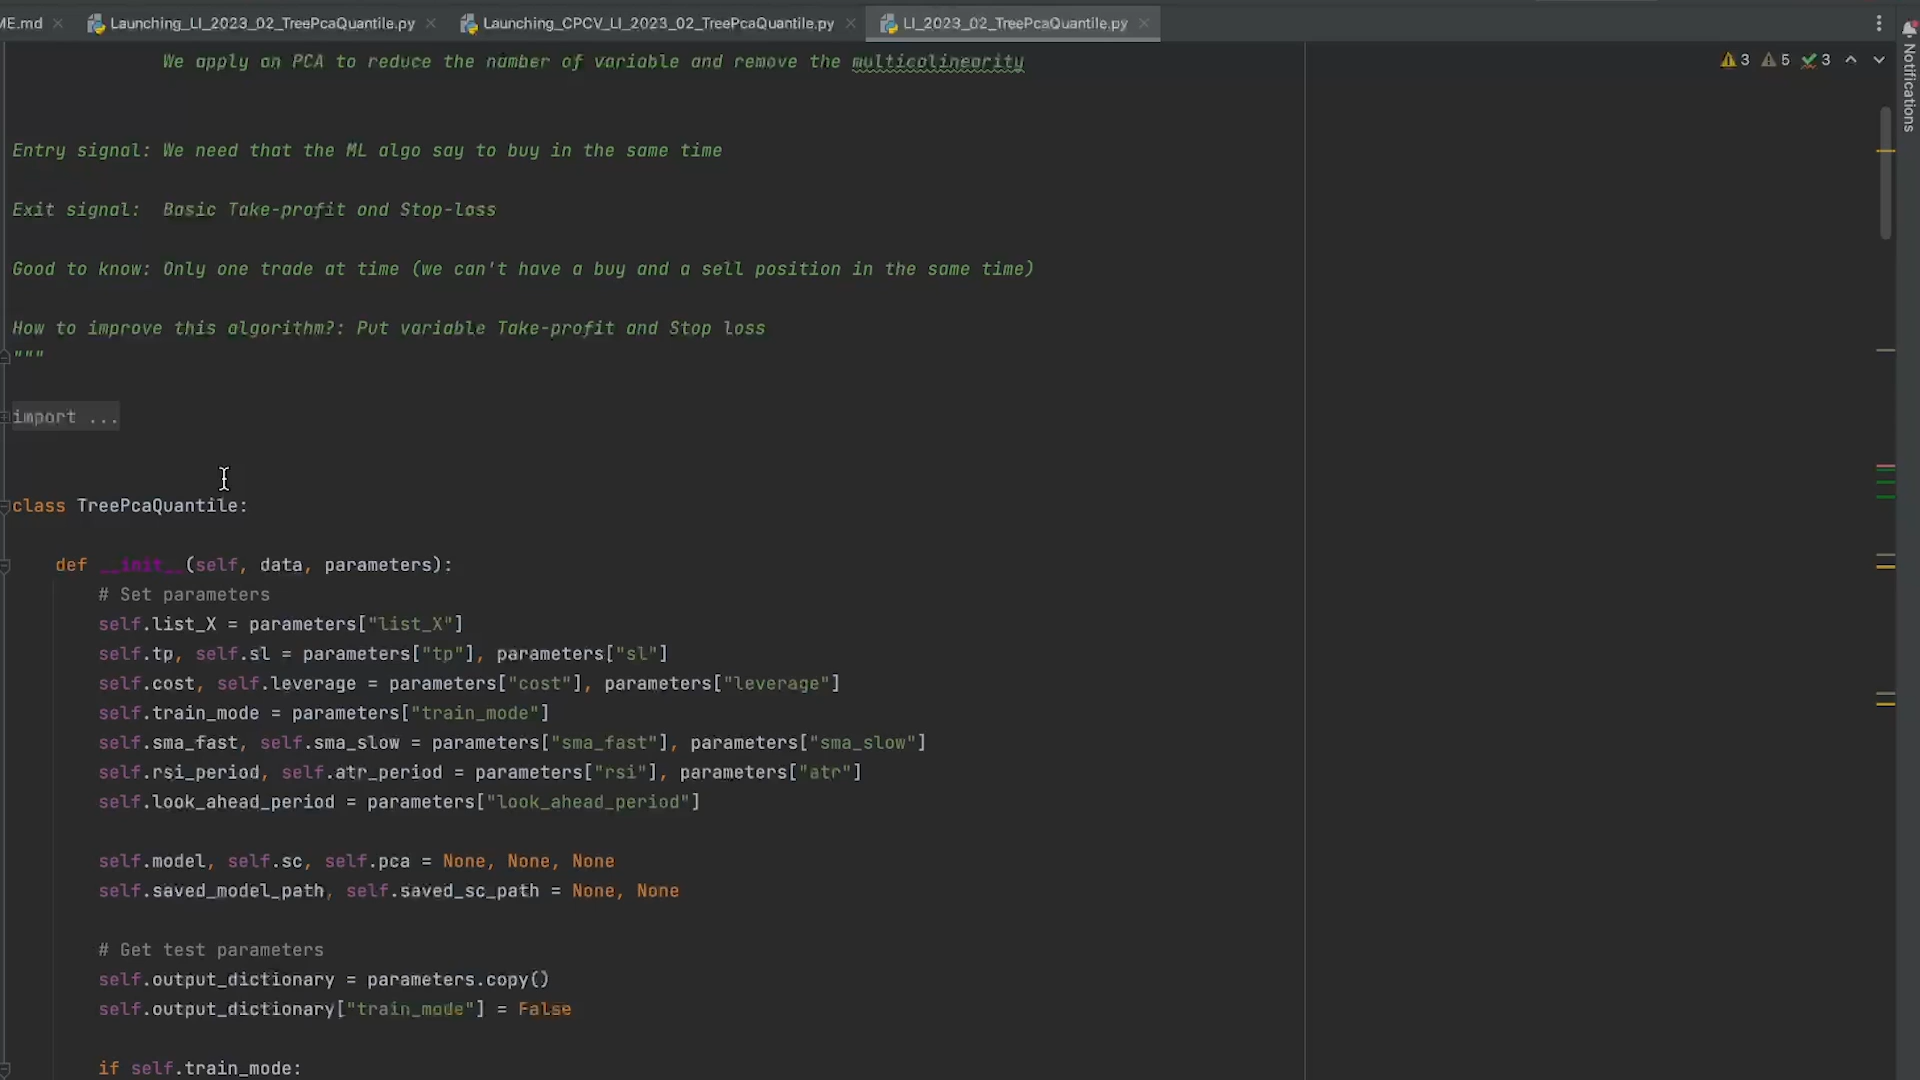 ME.md
Launching_LI_2023_02_TreePcaQuantile.py
Launching_CPCV_LI_2023_02_TreePcaQuantile.py
LI_2023_02_TreePcaQuantile.py
Notifications
3 5 3
We apply an PCA to reduce the number of variable and remove the multicolinearity
Entry signal: We need that the ML algo say to buy in the same time
Exit signal:  Basic Take-profit and Stop-loss
Good to know: Only one trade at time (we can't have a buy and a sell position in the same time)
How to improve this algorithm?: Put variable Take-profit and Stop loss
"""
import ...
class TreePcaQuantile:
def __init__(self, data, parameters):
# Set parameters
self.list_X = parameters["list_X"]
self.tp, self.sl = parameters["tp"], parameters["sl"]
self.cost, self.leverage = parameters["cost"], parameters["leverage"]
self.train_mode = parameters["train_mode"]
self.sma_fast, self.sma_slow = parameters["sma_fast"], parameters["sma_slow"]
self.rsi_period, self.atr_period = parameters["rsi"], parameters["atr"]
self.look_ahead_period = parameters["look_ahead_period"]
self.model, self.sc, self.pca = None, None, None
self.saved_model_path, self.saved_sc_path = None, None
# Get test parameters
self.output_dictionary = parameters.copy()
self.output_dictionary["train_mode"] = False
if self.train_mode: